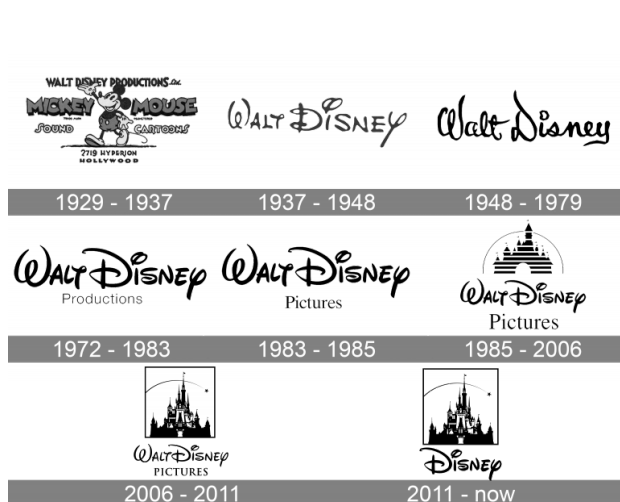 WALT DISNEY PRODUCTIONS Ltd.
MICKEY MOUSE
SOUND CARTOONS
2719 HYPERION
HOLLYWOOD
WALT DISNEY
Walt Disney
1929 - 1937
1937 - 1948
1948 - 1979
WALT DISNEY
Productions
WALT DISNEY
Pictures
WALT DISNEY
Pictures
1972 - 1983
1983 - 1985
1985 - 2006
WALT DISNEY
PICTURES
DISNEY
2006 - 2011
2011 - now